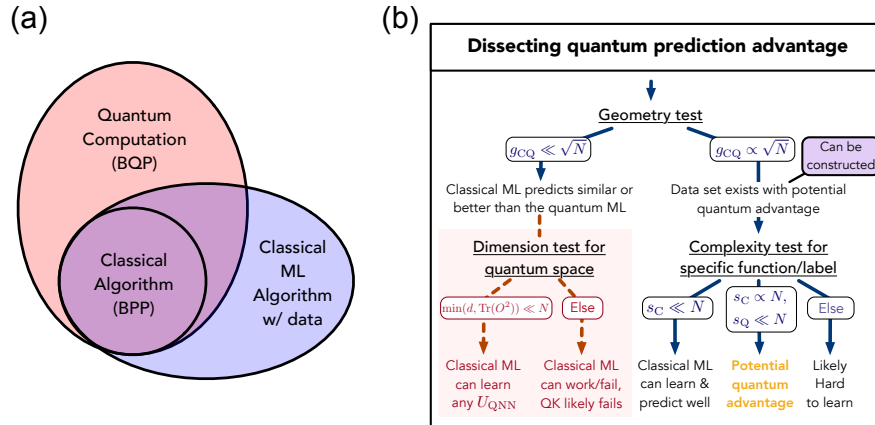 (a)
Quantum
Computation
(BQP)
Classical
Algorithm
(BPP)
Classical
ML
Algorithm
w/ data
(b)
Dissecting quantum prediction advantage
Geometry test
g_CQ ≪ √N
g_CQ ∝ √N
Can be
constructed
Classical ML predicts similar or
better than the quantum ML
Data set exists with potential
quantum advantage
Dimension test for
quantum space
Complexity test for
specific function/label
min(d, Tr(O²)) ≪ N
Else
s_C ≪ N
s_C ∝ N,
s_Q ≪ N
Else
Classical ML
can learn
any U_QNN
Classical ML
can work/fail,
QK likely fails
Classical ML
can learn &
predict well
Potential
quantum
advantage
Likely
Hard
to learn